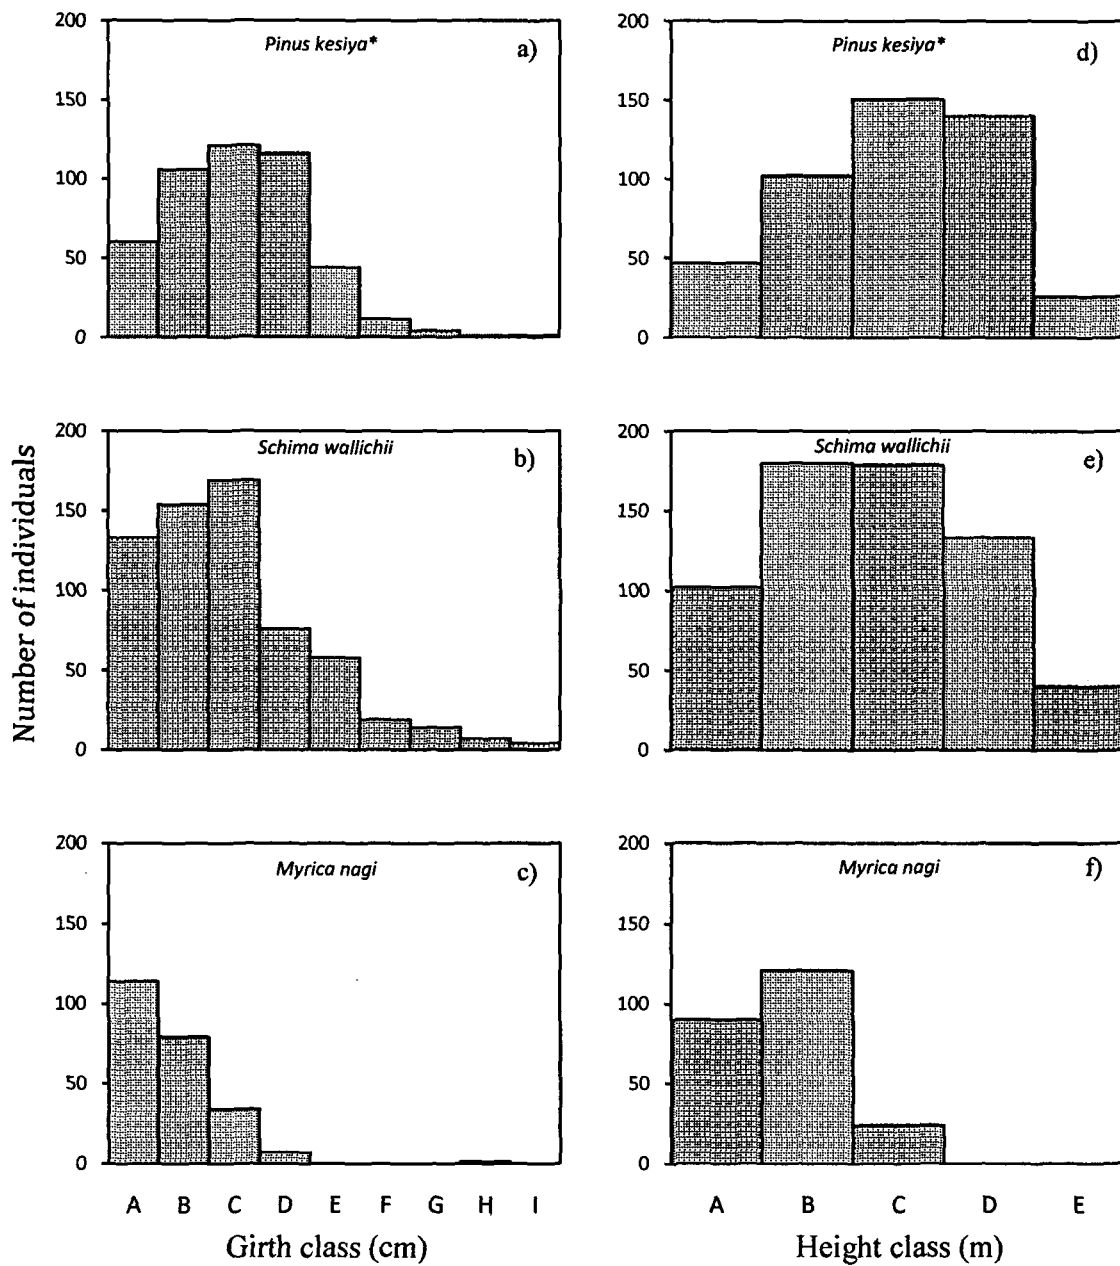 Number of individuals
200
150
100
50
0
Pinus kesiya*
a)
200
150
100
50
0
Pinus kesiya*
d)
200
150
100
50
0
Schima wallichii
b)
200
150
100
50
0
Schima wallichii
e)
200
150
100
50
0
Myrica nagi
c)
A B C D E F G H I
Girth class (cm)
200
150
100
50
0
Myrica nagi
f)
A B C D E
Height class (m)